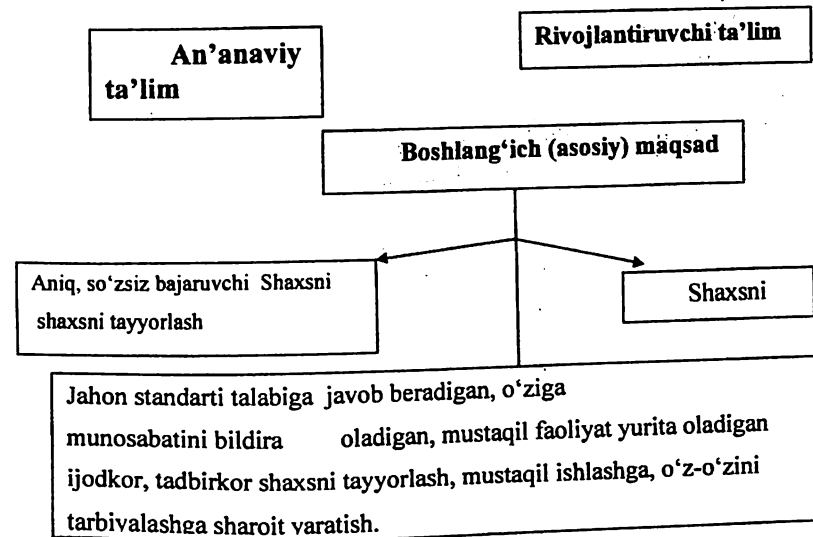 An’anaviy
ta’lim
Rivojlantiruvchi ta’lim
Boshlang‘ich (asosiy) maqsad
Aniq, so‘zsiz bajaruvchi Shaxsni
shaxsni tayyorlash
Shaxsni
Jahon standarti talabiga javob beradigan, o‘ziga
munosabatini bildira oladigan, mustaqil faoliyat yurita oladigan
ijodkor, tadbirkor shaxsni tayyorlash, mustaqil ishlashga, o‘z-o‘zini
tarbiyalashga sharoit yaratish.